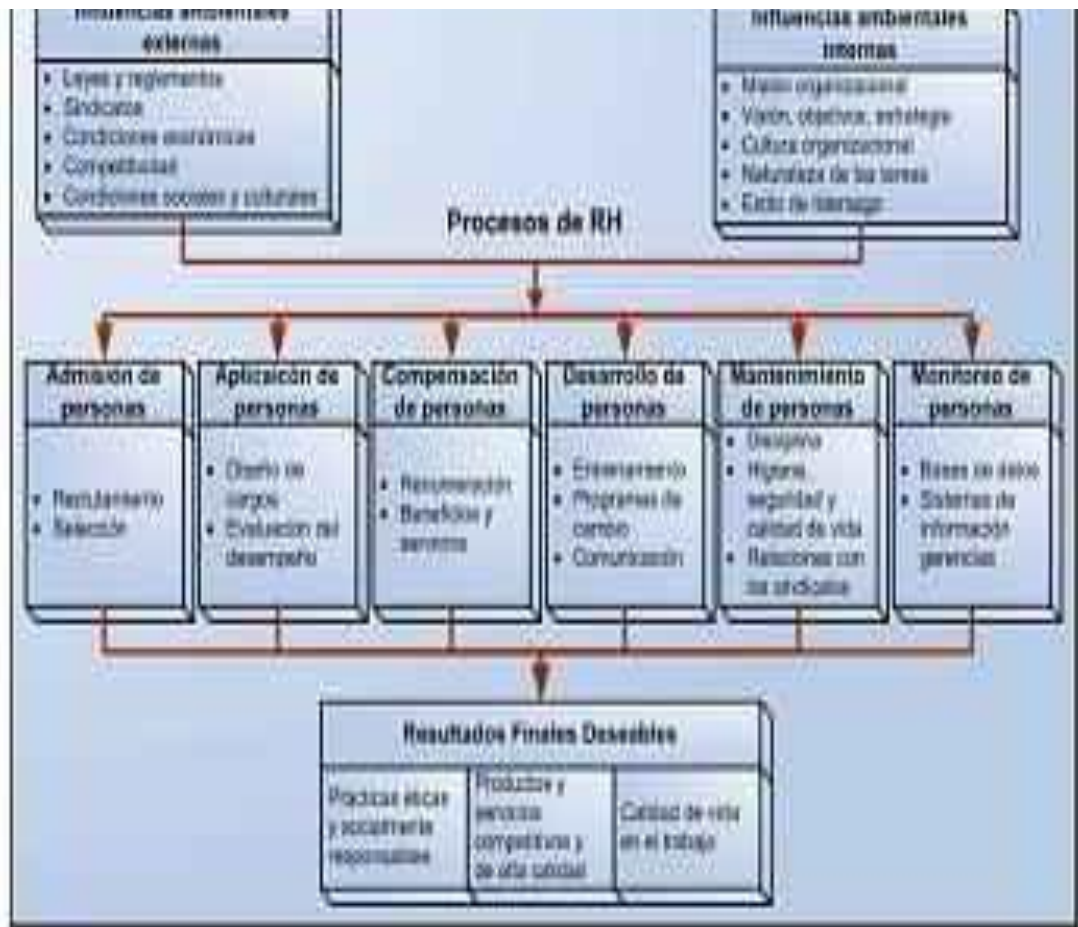 Influencias ambientales
externas
• Leyes y reglamentos
• Sindicatos
• Condiciones económicas
• Competitividad
• Condiciones sociales y culturales
Influencias ambientales
internas
• Misión organizacional
• Visión, objetivos, estrategia
• Cultura organizacional
• Naturaleza de las tareas
• Estilo de liderazgo
Procesos de RH
Admisión de
personas
• Reclutamiento
• Selección
Aplicaicón de
personas
• Diseño de
cargos
• Evaluación del
desempeño
Compensación
de personas
• Remuneración
• Beneficios y
servicios
Desarrollo de
personas
• Entrenamiento
• Programas de
cambio
• Comunicación
Mantenimiento
de personas
• Disciplina
• Higiene,
seguridad y
calidad de vida
• Relaciones con
los sindicatos
Monitoreo de
personas
• Bases de datos
• Sistemas de
información
gerencias
Resultados Finales Deseables
Prácticas éticas
y socialmente
responsables
Productos y
servicios
competitivos y
de alta calidad
Calidad de vida
en el trabajo